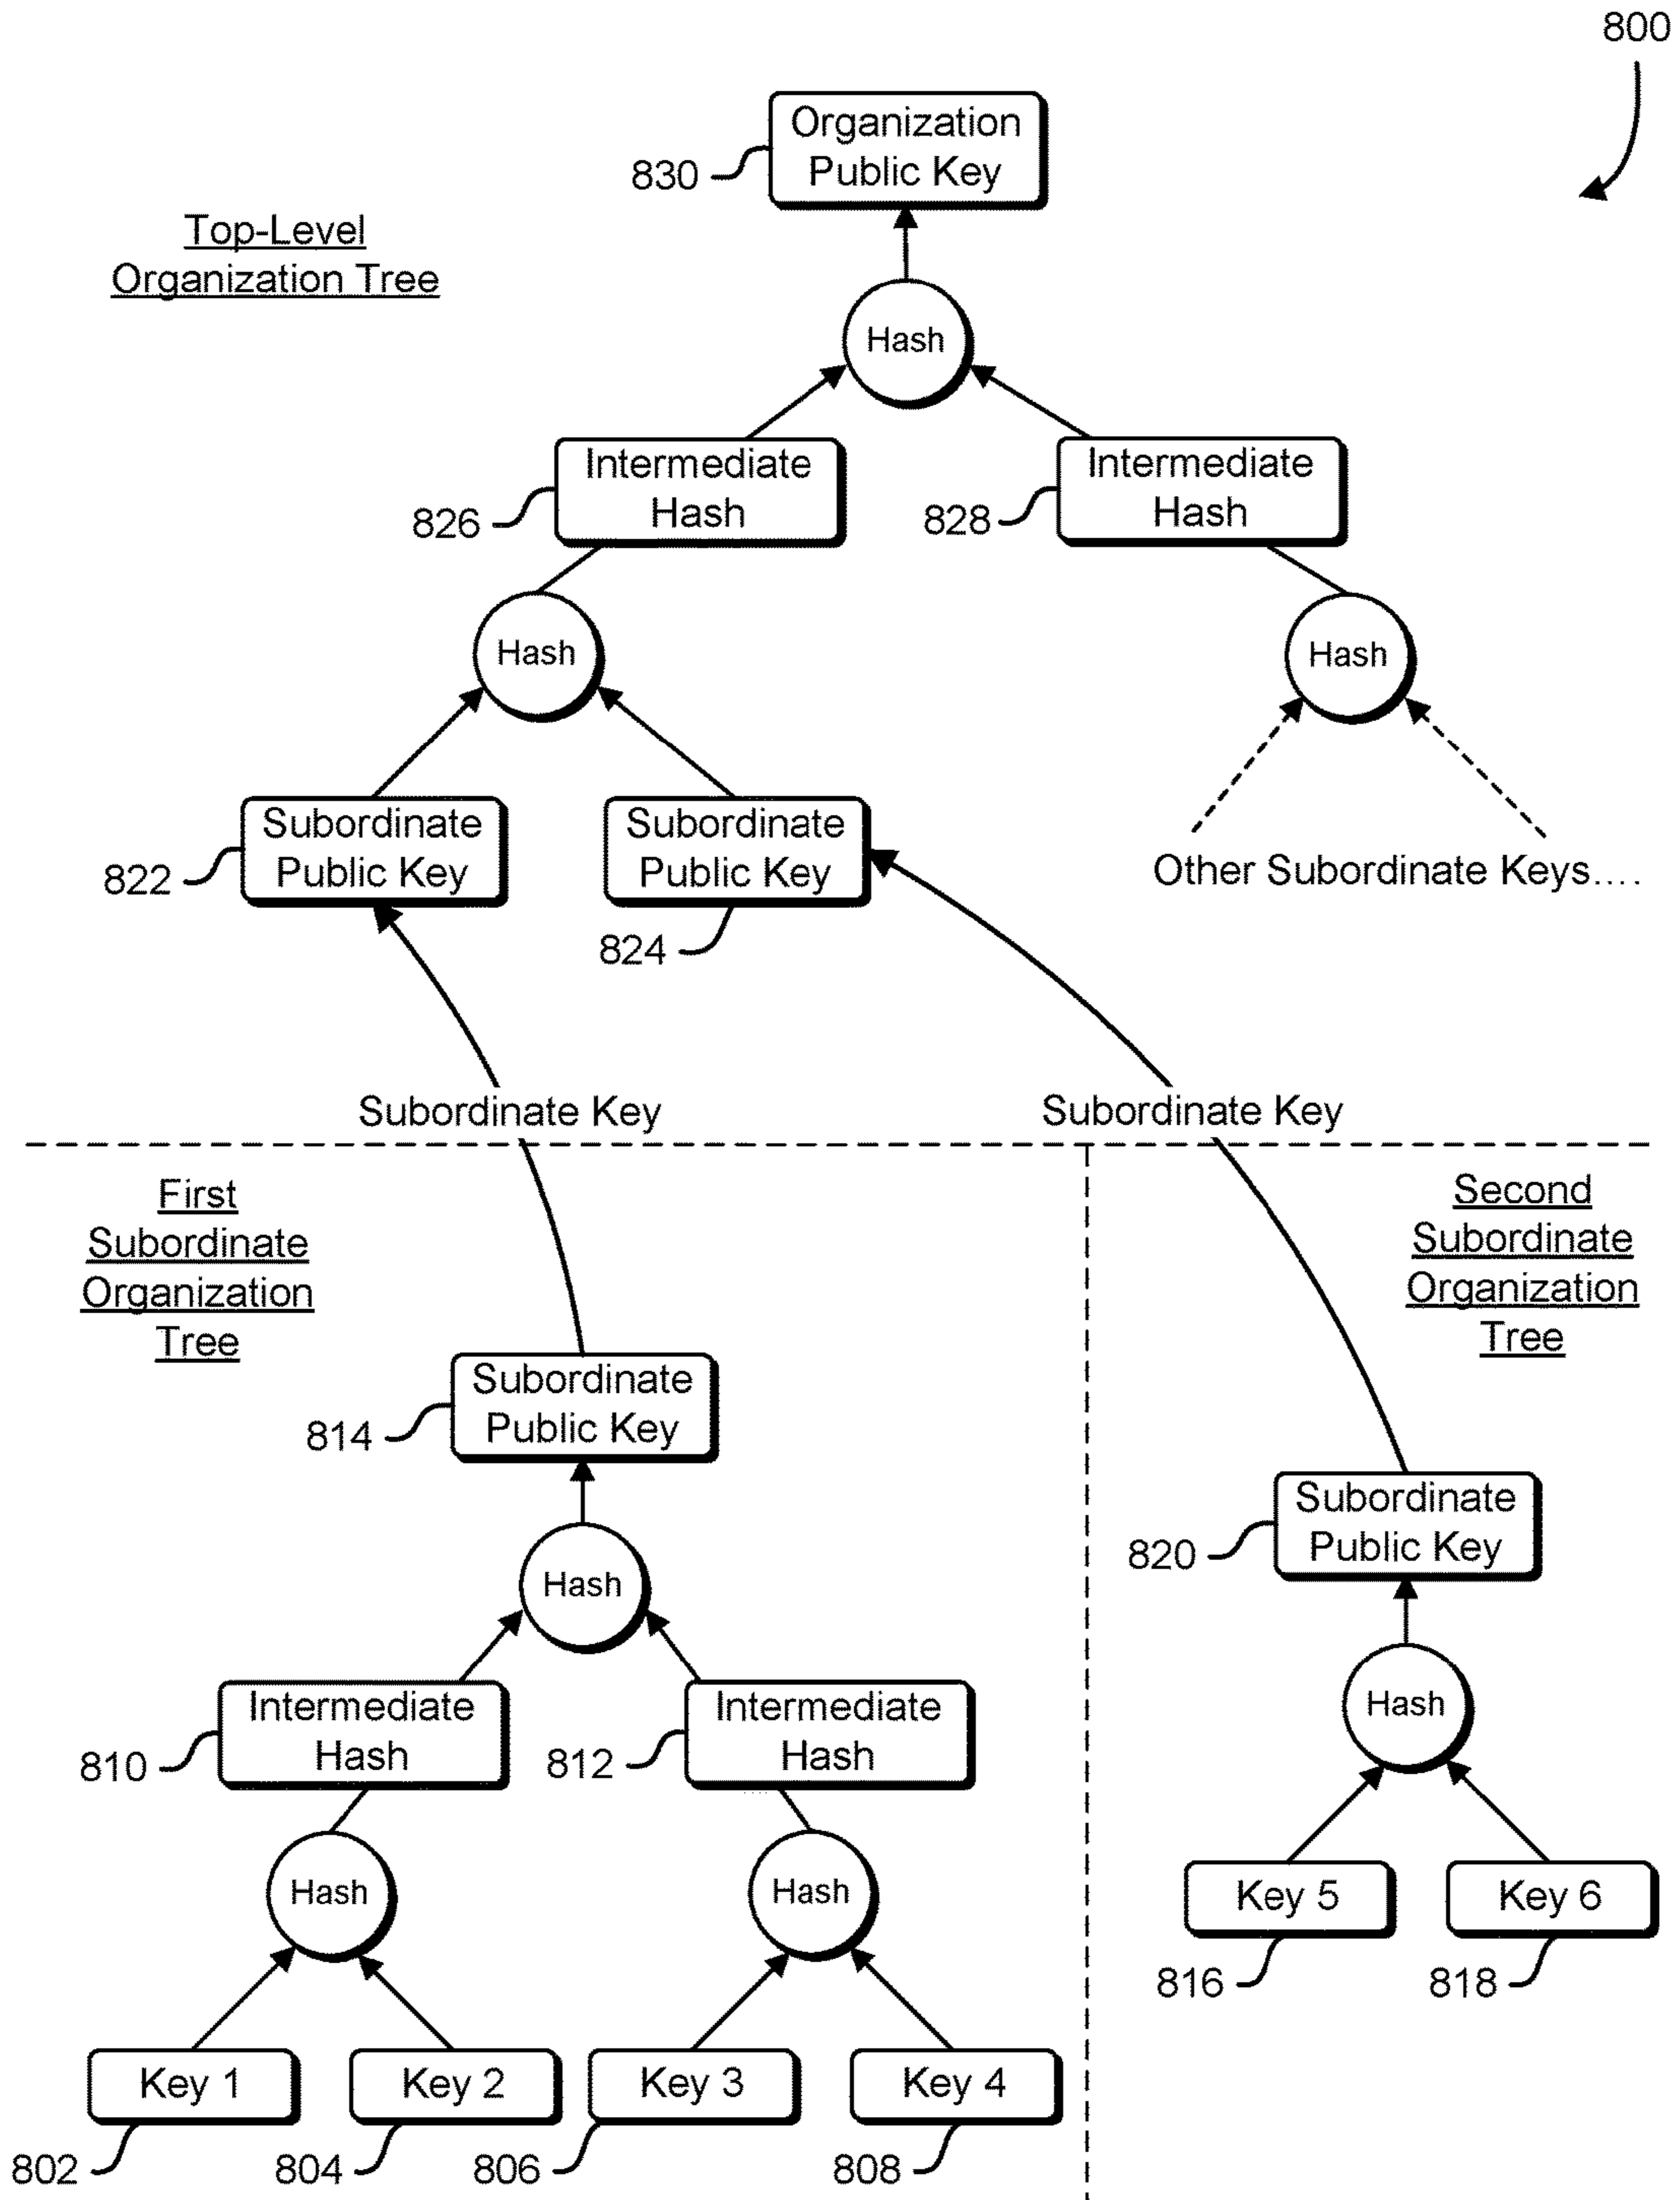 800
Organization
Public Key
830
Top-Level
Organization Tree
Hash
Intermediate
Hash
826
Intermediate
Hash
828
Hash
Hash
Subordinate
Public Key
822
Subordinate
Public Key
824
Other Subordinate Keys....
Subordinate Key
Subordinate Key
First
Subordinate
Organization
Tree
Second
Subordinate
Organization
Tree
Subordinate
Public Key
814
Subordinate
Public Key
820
Hash
Hash
Intermediate
Hash
810
Intermediate
Hash
812
Hash
Hash
Key 5
Key 6
816
818
Key 1
Key 2
Key 3
Key 4
802
804
806
808